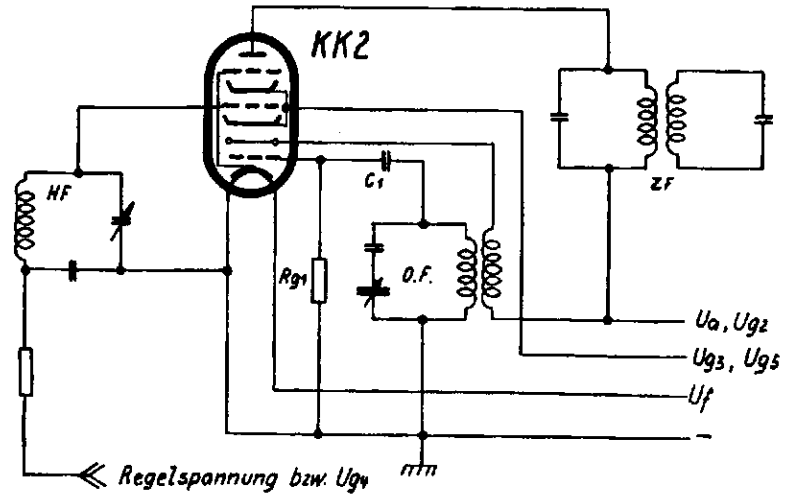 KK2
HF
C1
ZF
Rg1
O.F.
Ua, Ug2
Ug3, Ug5
Uf
–
Regelspannung bzw. Ug4